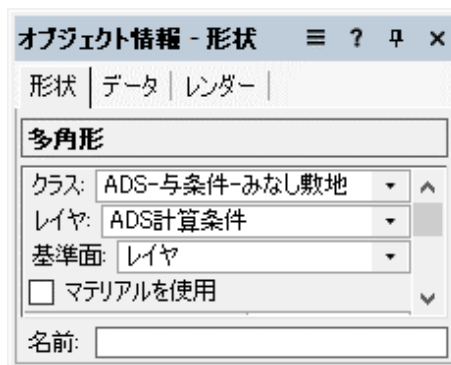 オブジェクト情報 - 形状 ≡ ? ×
形状 データ レンダー
多角形
クラス: ADS-与条件-みなし敷地
レイヤ: ADS計算条件
基準面: レイヤ
マテリアルを使用
名前: